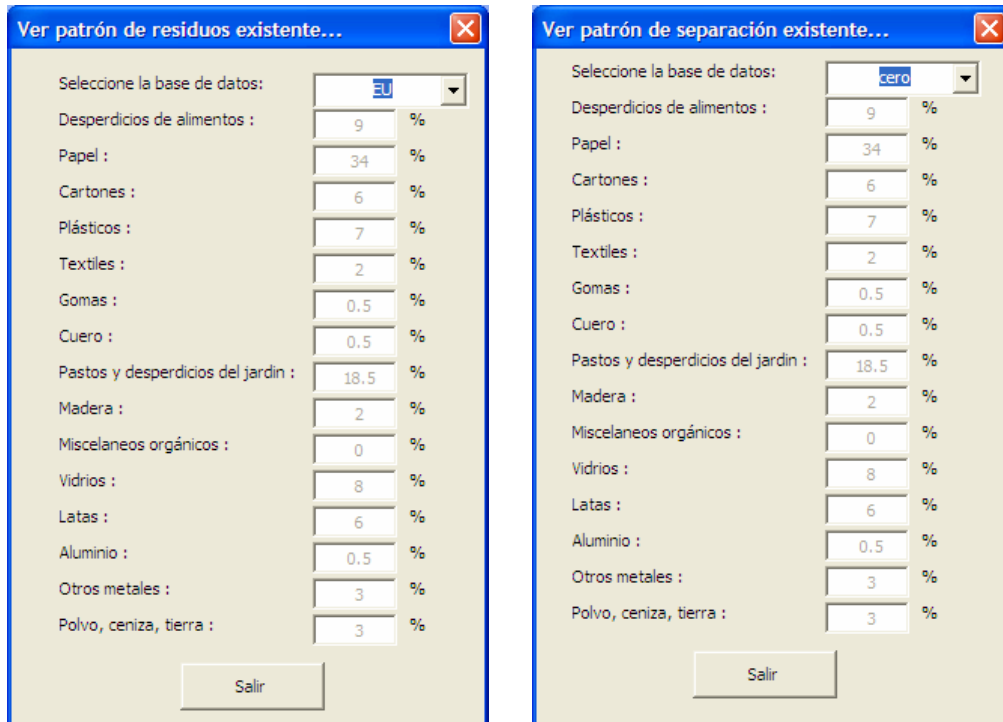 Ver patrón de residuos existente...
Seleccione la base de datos: EU
Desperdicios de alimentos : 9 %
Papel : 34 %
Cartones : 6 %
Plásticos : 7 %
Textiles : 2 %
Gomas : 0.5 %
Cuero : 0.5 %
Pastos y desperdicios del jardin : 18.5 %
Madera : 2 %
Miscelaneos orgánicos : 0 %
Vidrios : 8 %
Latas : 6 %
Aluminio : 0.5 %
Otros metales : 3 %
Polvo, ceniza, tierra : 3 %
Salir
Ver patrón de separación existente...
Seleccione la base de datos: cero
Desperdicios de alimentos : 9 %
Papel : 34 %
Cartones : 6 %
Plásticos : 7 %
Textiles : 2 %
Gomas : 0.5 %
Cuero : 0.5 %
Pastos y desperdicios del jardin : 18.5 %
Madera : 2 %
Miscelaneos orgánicos : 0 %
Vidrios : 8 %
Latas : 6 %
Aluminio : 0.5 %
Otros metales : 3 %
Polvo, ceniza, tierra : 3 %
Salir